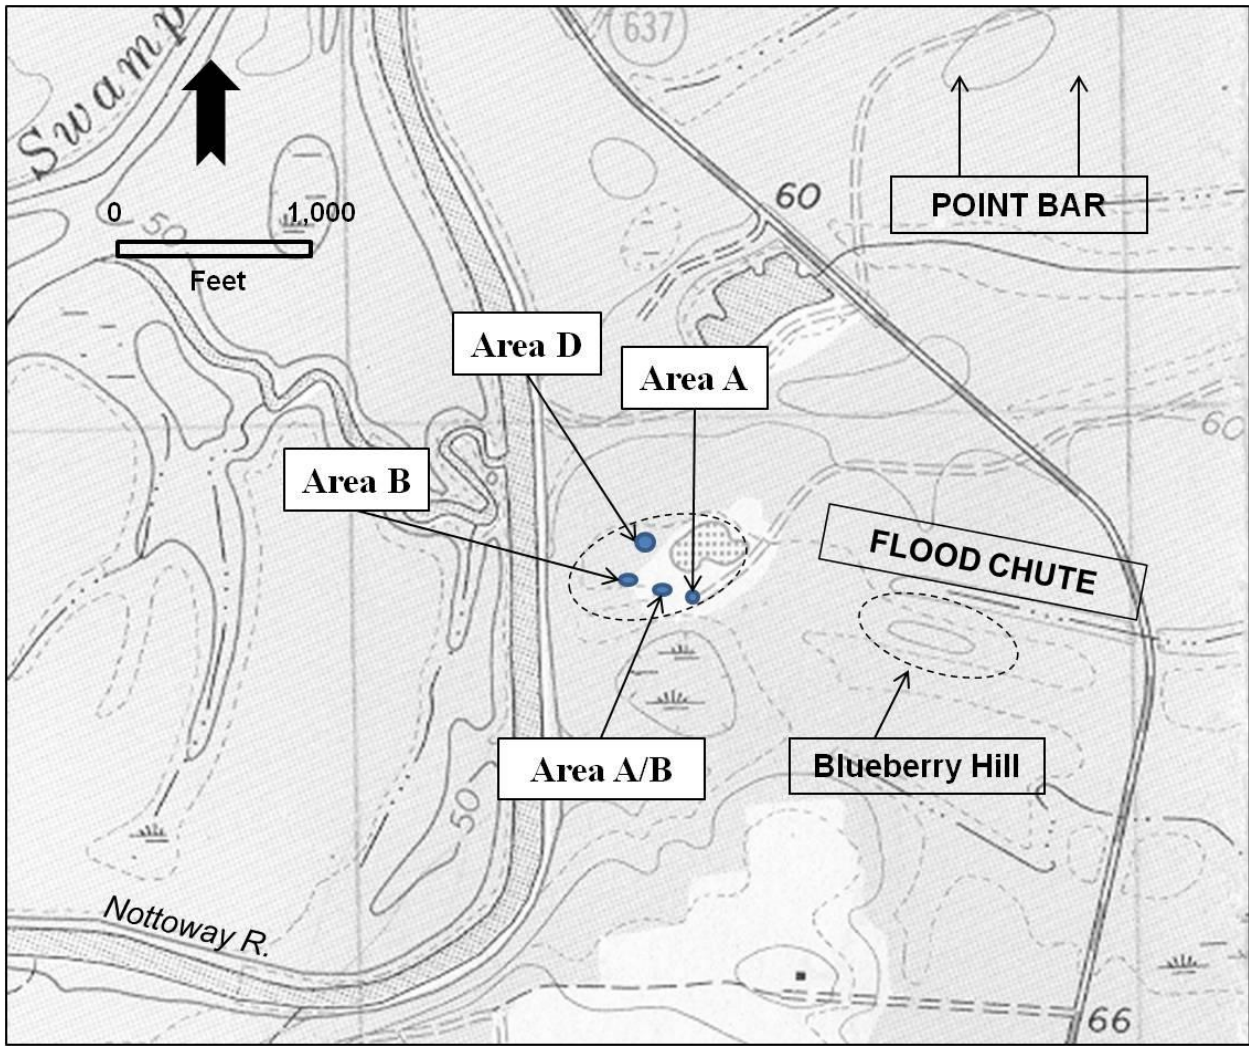 637
Swamp
60
POINT BAR
0
1,000
50
Feet
Area D
Area A
60
Area B
FLOOD CHUTE
Area A/B
Blueberry Hill
50
Nottoway R.
66